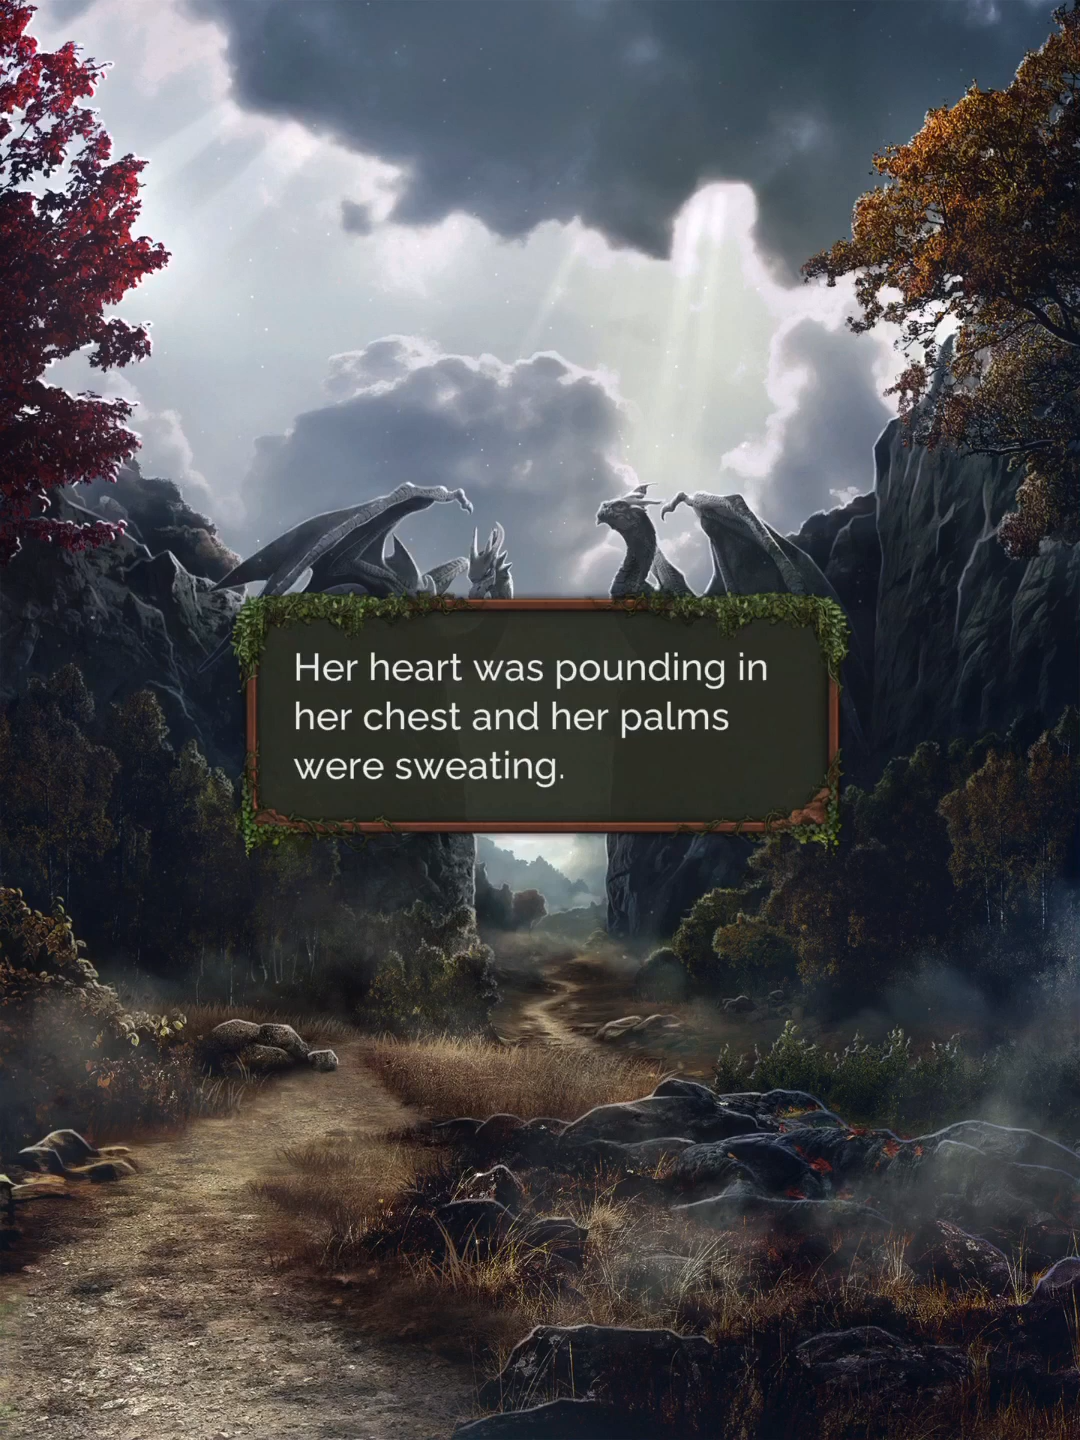 Her heart was pounding in
her chest and her palms
were sweating.